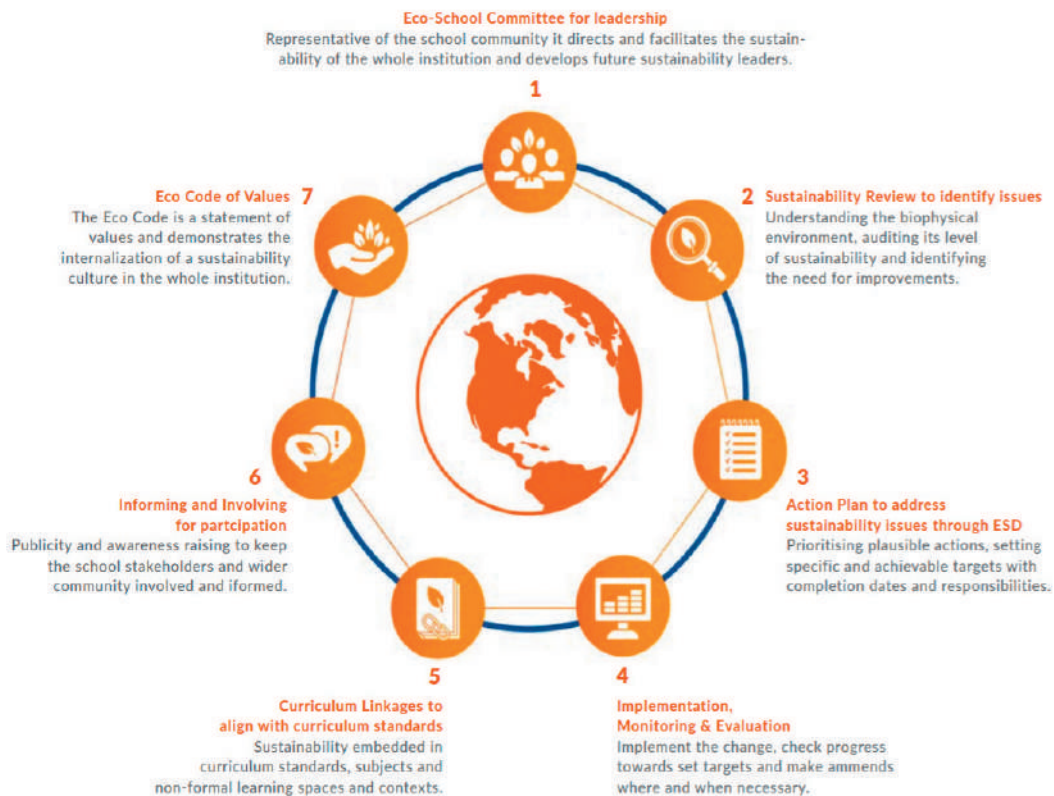 Eco-School Committee for leadership
Representative of the school community it directs and facilitates the sustain-
ability of the whole institution and develops future sustainability leaders.
1
2
Sustainability Review to identify issues
Understanding the biophysical
environment, auditing its level
of sustainability and identifying
the need for improvements.
3
Action Plan to address
sustainability issues through ESD
Prioritising plausible actions, setting
specific and achievable targets with
completion dates and responsibilities.
4
Implementation,
Monitoring & Evaluation
Implement the change, check progress
towards set targets and make ammends
where and when necessary.
5
Curriculum Linkages to
align with curriculum standards
Sustainability embedded in
curriculum standards, subjects and
non-formal learning spaces and contexts.
6
Informing and Involving
for partcipation
Publicity and awareness raising to keep
the school stakeholders and wider
community involved and iformed.
Eco Code of Values 7
The Eco Code is a statement of
values and demonstrates the
internalization of a sustainability
culture in the whole institution.